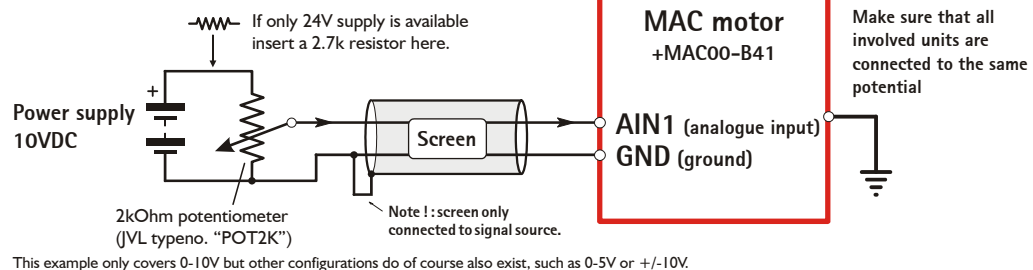 If only 24V supply is available
insert a 2.7k resistor here.
MAC motor
+MAC00-B41
Make sure that all
involved units are
connected to the same
potential
+
Power supply
10VDC
Screen
AIN1 (analogue input)
GND (ground)
2kOhm potentiometer
(JVL typeno. “POT2K”)
Note ! : screen only
connected to signal source.
This example only covers 0-10V but other configurations do of course also exist, such as 0-5V or +/-10V.